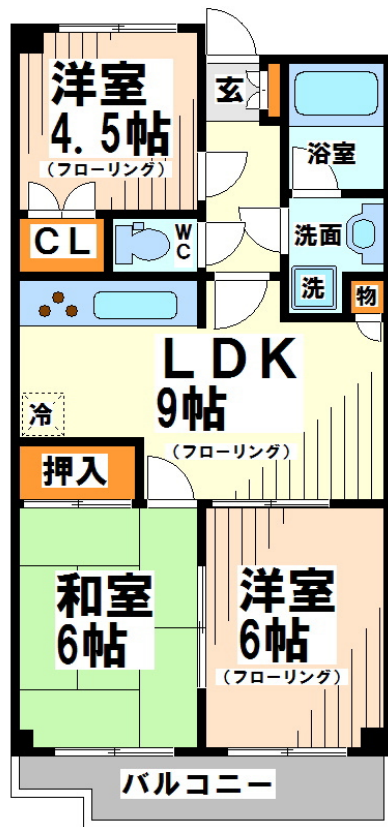 洋室
4.5帖
(フローリング)
玄
浴室
CL
WC
洗面
洗
物
LDK
9帖
(フローリング)
冷
押入
和室
6帖
洋室
6帖
(フローリング)
バルコニー